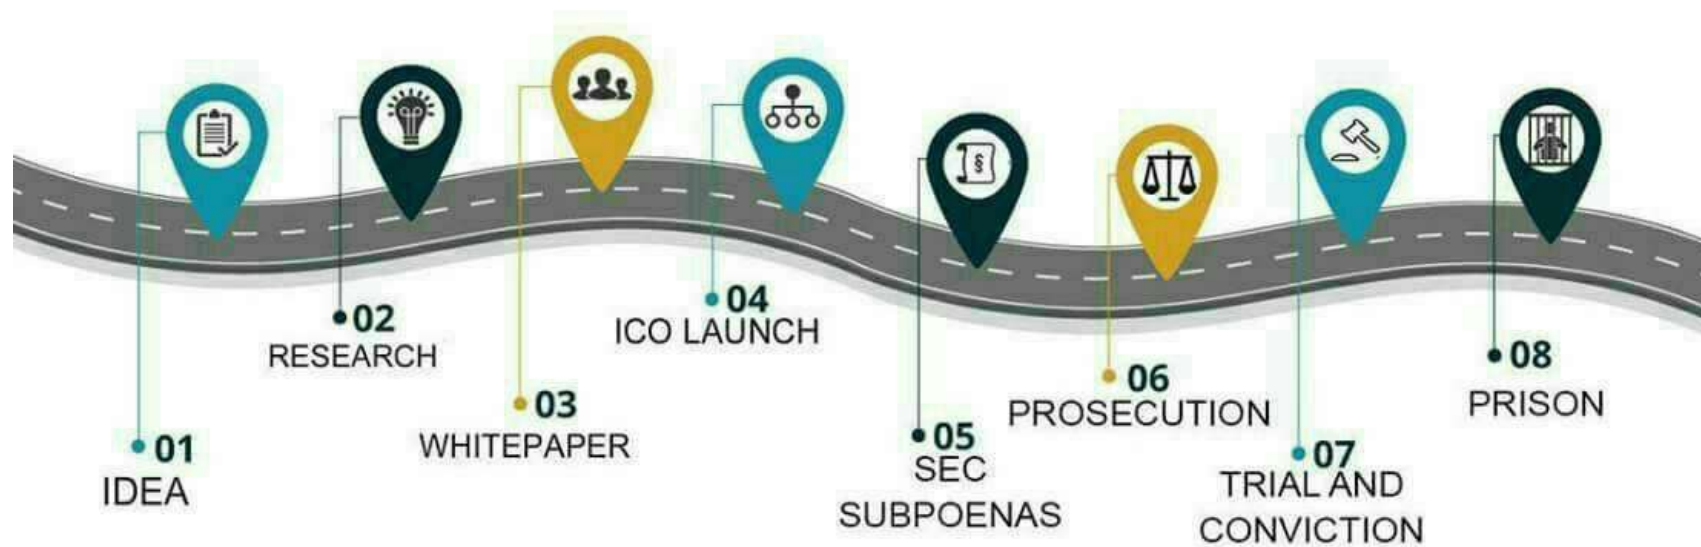 01
IDEA
02
RESEARCH
03
WHITEPAPER
04
ICO LAUNCH
§
05
SEC
SUBPOENAS
06
PROSECUTION
07
TRIAL AND
CONVICTION
08
PRISON